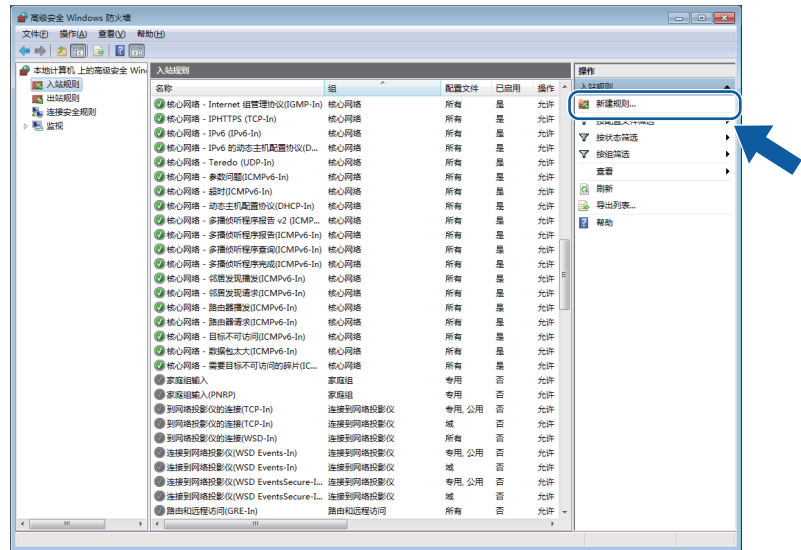 高级安全 Windows 防火墙
文件(F) 操作(A) 查看(V) 帮助(H)
本地计算机 上的高级安全 Win
入站规则
出站规则
连接安全规则
监视
入站规则
名称 组 配置文件 已启用 操作
核心网络 - Internet 组管理协议(IGMP-In) 核心网络 所有 是 允许
核心网络 - IPHTTPS (TCP-In) 核心网络 所有 是 允许
核心网络 - IPv6 (IPv6-In) 核心网络 所有 是 允许
核心网络 - IPv6 的动态主机配置协议(D... 核心网络 所有 是 允许
核心网络 - Teredo (UDP-In) 核心网络 所有 是 允许
核心网络 - 参数问题(ICMPv6-In) 核心网络 所有 是 允许
核心网络 - 超时(ICMPv6-In) 核心网络 所有 是 允许
核心网络 - 动态主机配置协议(DHCP-In) 核心网络 所有 是 允许
核心网络 - 多播侦听程序报告 v2 (ICMP... 核心网络 所有 是 允许
核心网络 - 多播侦听程序报告(ICMPv6-In) 核心网络 所有 是 允许
核心网络 - 多播侦听程序查询(ICMPv6-In) 核心网络 所有 是 允许
核心网络 - 多播侦听程序完成(ICMPv6-In) 核心网络 所有 是 允许
核心网络 - 邻居发现播发(ICMPv6-In) 核心网络 所有 是 允许
核心网络 - 邻居发现请求(ICMPv6-In) 核心网络 所有 是 允许
核心网络 - 路由器播发(ICMPv6-In) 核心网络 所有 是 允许
核心网络 - 路由器请求(ICMPv6-In) 核心网络 所有 是 允许
核心网络 - 目标不可访问(ICMPv6-In) 核心网络 所有 是 允许
核心网络 - 数据包太大(ICMPv6-In) 核心网络 所有 是 允许
核心网络 - 需要目标不可访问的碎片(IC... 核心网络 所有 是 允许
家庭组输入 家庭组 专用 否 允许
家庭组输入(PNRP) 家庭组 专用 否 允许
到网络投影仪的连接(TCP-In) 连接到网络投影仪 专用, 公用 否 允许
到网络投影仪的连接(TCP-In) 连接到网络投影仪 域 否 允许
到网络投影仪的连接(WSD-In) 连接到网络投影仪 所有 否 允许
连接到网络投影仪(WSD Events-In) 连接到网络投影仪 专用, 公用 否 允许
连接到网络投影仪(WSD Events-In) 连接到网络投影仪 域 否 允许
连接到网络投影仪(WSD EventsSecure-I... 连接到网络投影仪 专用, 公用 否 允许
连接到网络投影仪(WSD EventsSecure-I... 连接到网络投影仪 域 否 允许
路由和远程访问(GRE-In) 路由和远程访问 所有 否 允许
操作
入站规则
新建规则...
按配置文件筛选
按状态筛选
按组筛选
查看
刷新
导出列表...
帮助